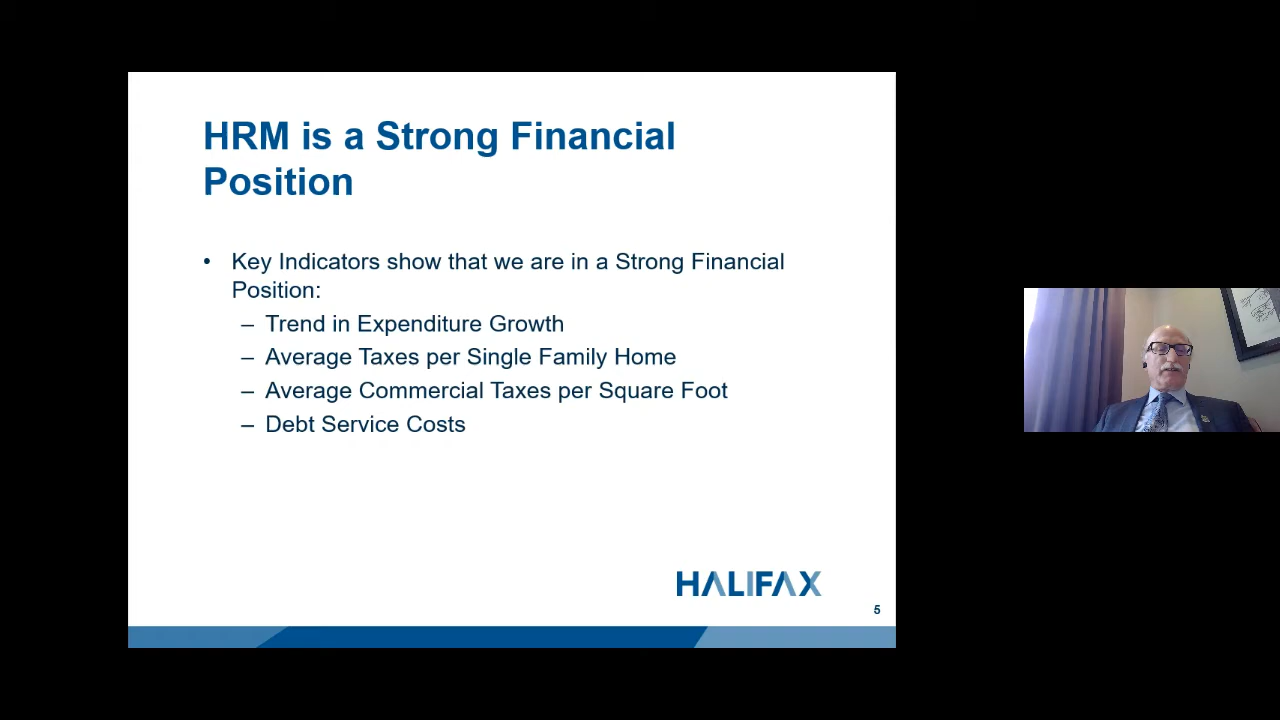 HRM is a Strong Financial
Position
• Key Indicators show that we are in a Strong Financial
Position:
– Trend in Expenditure Growth
– Average Taxes per Single Family Home
– Average Commercial Taxes per Square Foot
– Debt Service Costs
HALIFAX
5